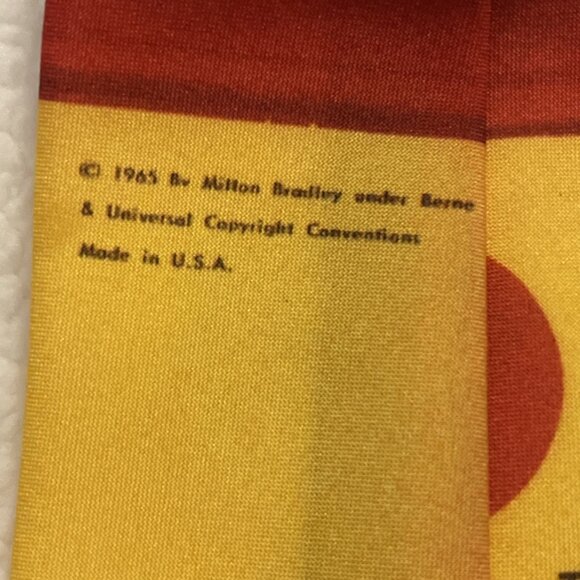 © 1965 By Milton Bradley under Berne
& Universal Copyright Conventions
Made in U.S.A.